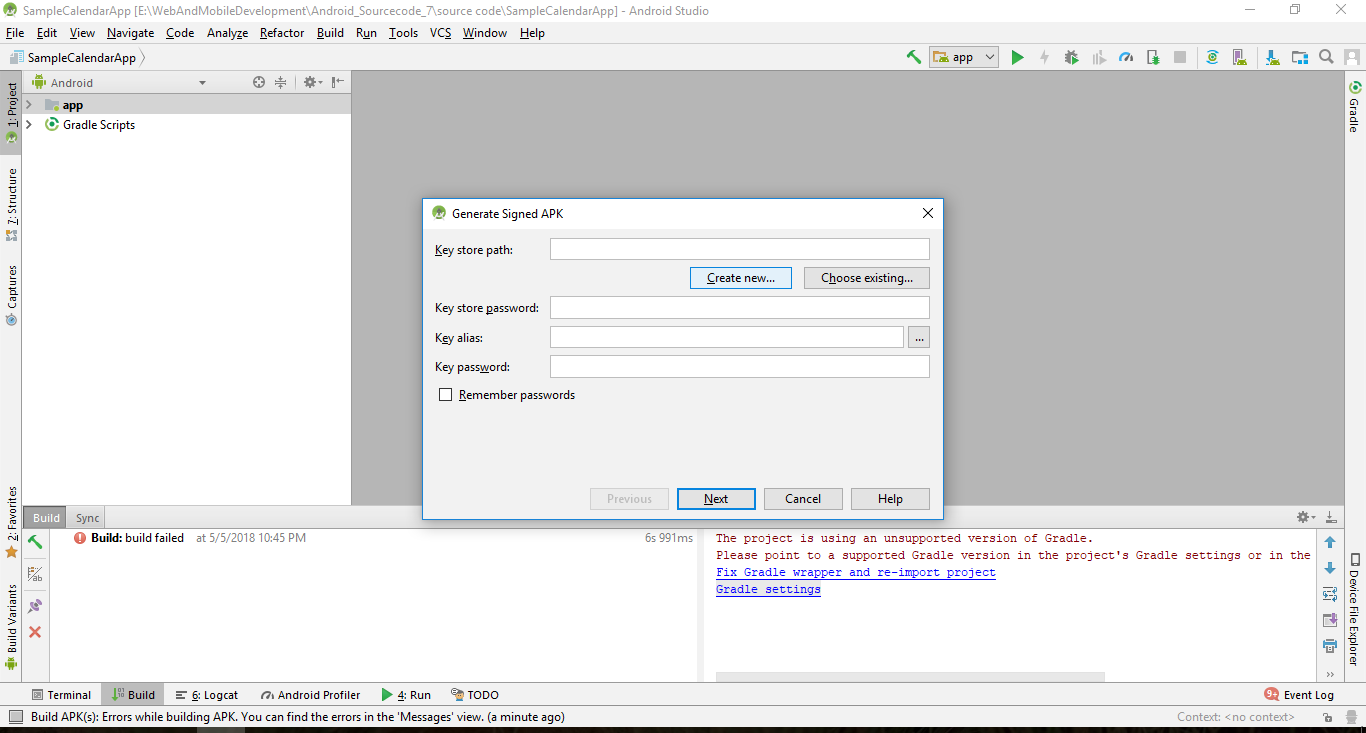 SampleCalendarApp [E:\WebAndMobileDevelopment\Android_Sourcecode_7\source code\SampleCalendarApp] - Android Studio
File Edit View Navigate Code Analyze Refactor Build Run Tools VCS Window Help
SampleCalendarApp
app
1: Project
7: Structure
Captures
2: Favorites
Build Variants
Android
app
Gradle Scripts
Generate Signed APK
Key store path:
Create new... Choose existing...
Key store password:
Key alias:
...
Key password:
Remember passwords
Previous Next Cancel Help
Gradle
Device File Explorer
Build Sync
Build: build failed at 5/5/2018 10:45 PM 6s 991ms
The project is using an unsupported version of Gradle.
Please point to a supported Gradle version in the project's Gradle settings or in the
Fix Gradle wrapper and re-import project
Gradle settings
Terminal Build 6: Logcat Android Profiler 4: Run TODO 9+ Event Log
Build APK(s): Errors while building APK. You can find the errors in the 'Messages' view. (a minute ago) Context: <no context>